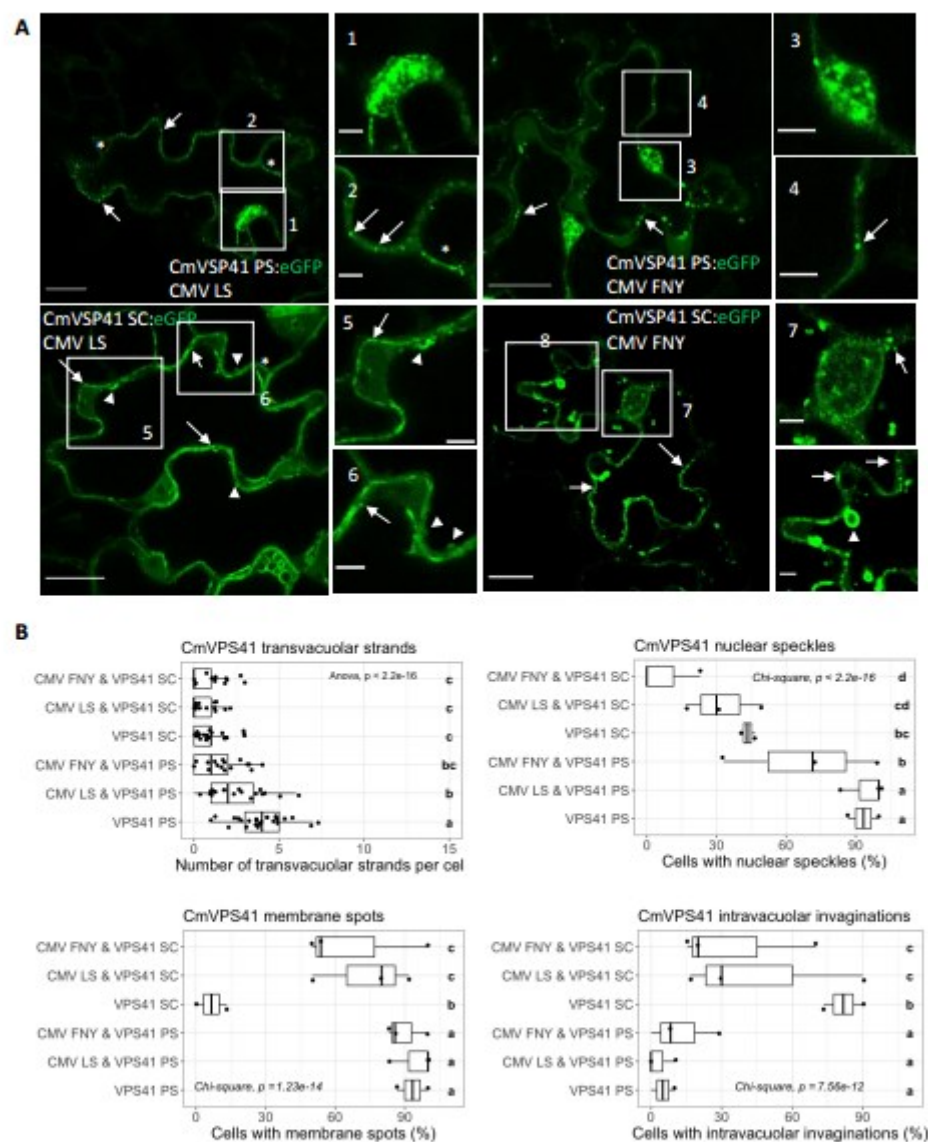 A
1
2
2
1
CmVSP41 PS:eGFP
CMV LS
3
4
3
4
CmVSP41 PS:eGFP
CMV FNY
CmVSP41 SC:eGFP
CMV LS
5
6
5
6
CmVSP41 SC:eGFP
CMV FNY
8
7
7
B
CmVPS41 transvacuolar strands
Anova, p < 2.2e-16
CMV FNY & VPS41 SC c
CMV LS & VPS41 SC c
VPS41 SC c
CMV FNY & VPS41 PS bc
CMV LS & VPS41 PS b
VPS41 PS a
0 5 10 15
Number of transvacuolar strands per cel
CmVPS41 nuclear speckles
Chi-square, p < 2.2e-16
CMV FNY & VPS41 SC d
CMV LS & VPS41 SC cd
VPS41 SC bc
CMV FNY & VPS41 PS b
CMV LS & VPS41 PS a
VPS41 PS a
0 30 60 90
Cells with nuclear speckles (%)
CmVPS41 membrane spots
CMV FNY & VPS41 SC c
CMV LS & VPS41 SC c
VPS41 SC b
CMV FNY & VPS41 PS a
CMV LS & VPS41 PS a
VPS41 PS a
Chi-square, p = 1.23e-14
0 30 60 90
Cells with membrane spots (%)
CmVPS41 intravacuolar invaginations
CMV FNY & VPS41 SC c
CMV LS & VPS41 SC c
VPS41 SC b
CMV FNY & VPS41 PS a
CMV LS & VPS41 PS a
VPS41 PS a
Chi-square, p = 7.56e-12
0 30 60 90
Cells with intravacuolar invaginations (%)